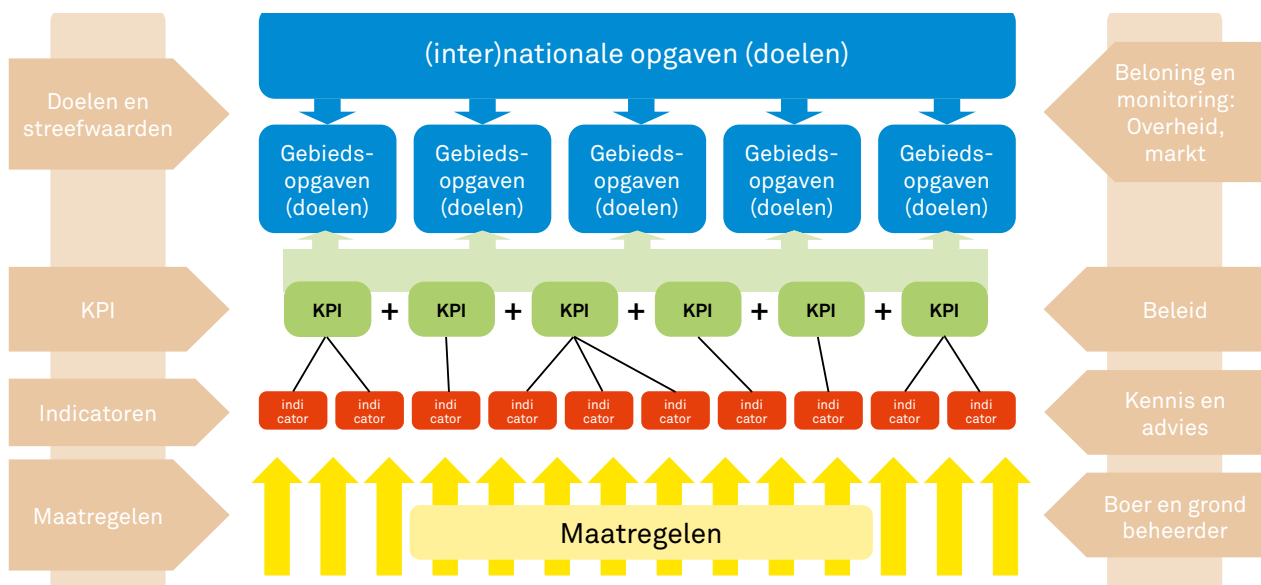 (inter)nationale opgaven (doelen)
Doelen en
streefwaarden
Beloning en
monitoring:
Overheid,
markt
Gebieds-
opgaven
(doelen)
Gebieds-
opgaven
(doelen)
Gebieds-
opgaven
(doelen)
Gebieds-
opgaven
(doelen)
Gebieds-
opgaven
(doelen)
KPI
KPI + KPI + KPI + KPI + KPI + KPI
Beleid
Indicatoren
indi
cator
indi
cator
indi
cator
indi
cator
indi
cator
indi
cator
indi
cator
indi
cator
indi
cator
indi
cator
Kennis en
advies
Maatregelen
Maatregelen
Boer en grond
beheerder